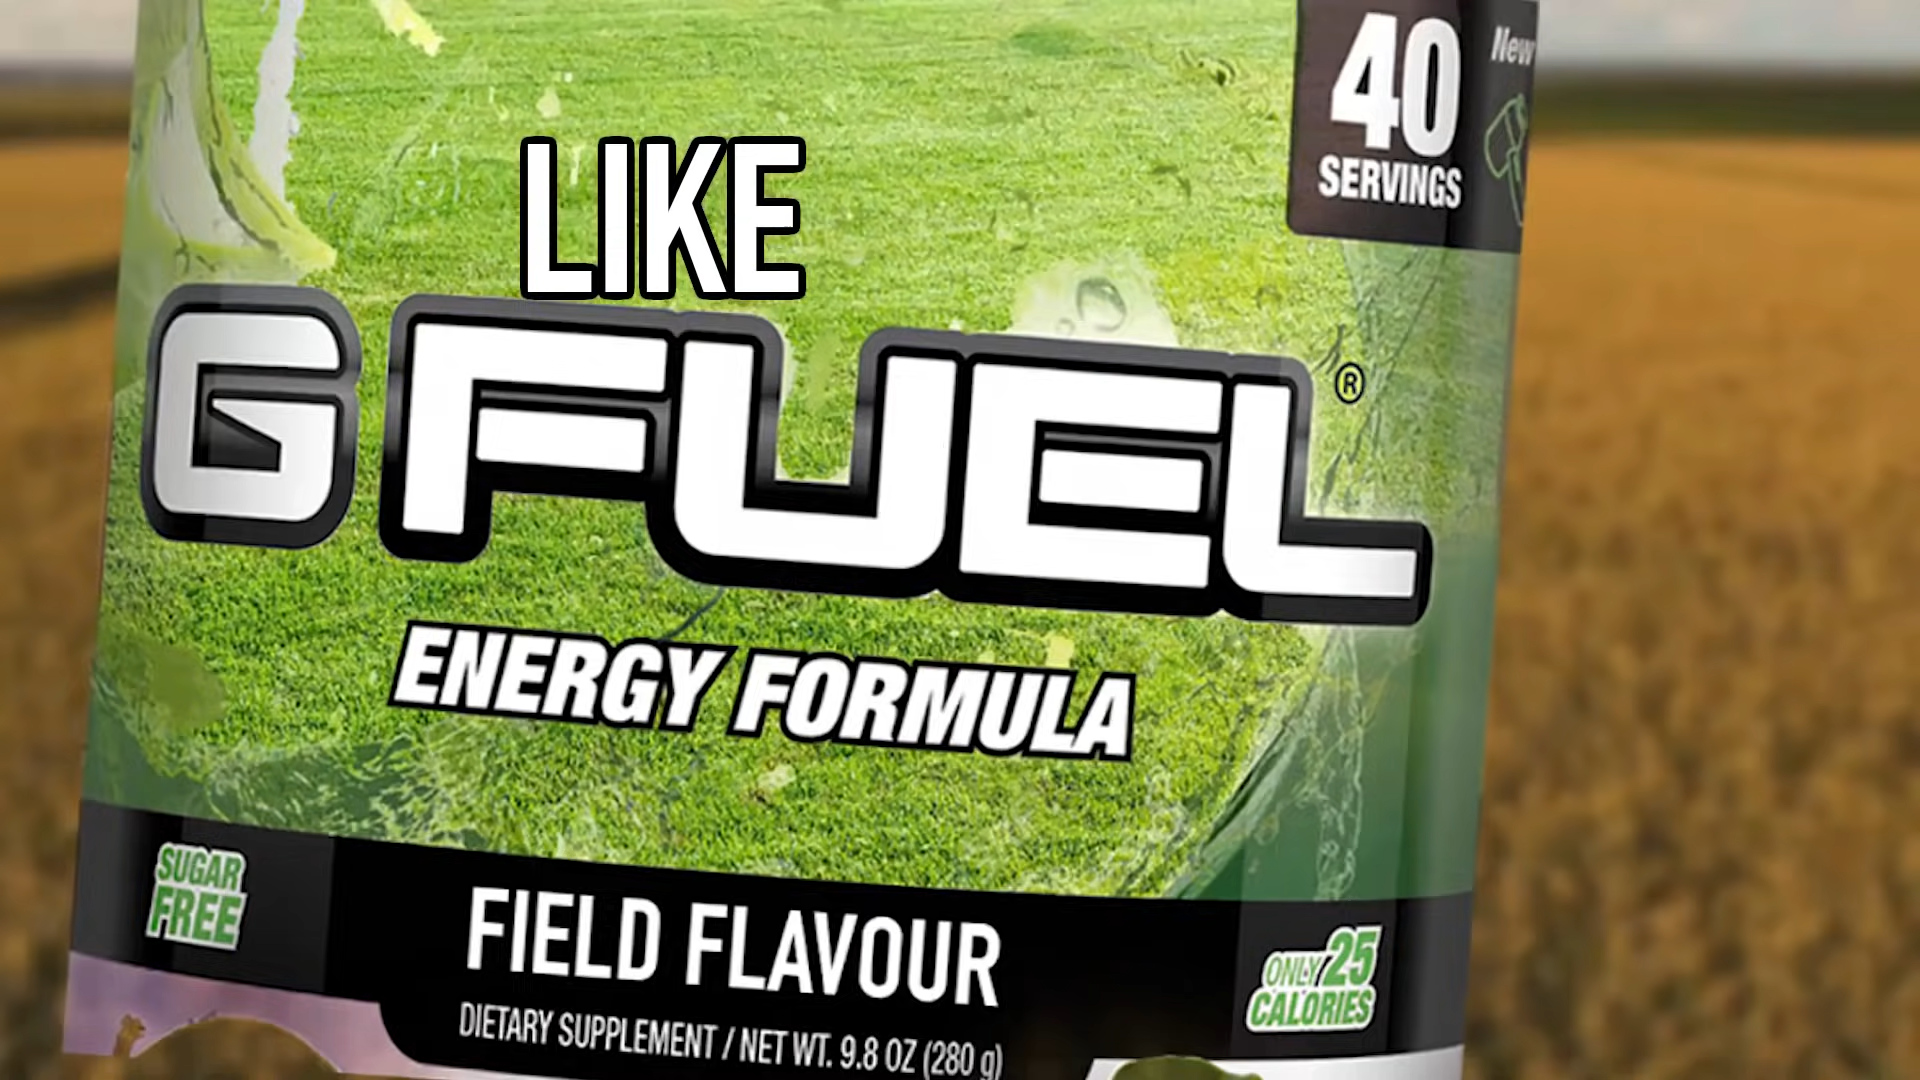 40
SERVINGS
New
LIKE
G FUEL®
ENERGY FORMULA
SUGAR
FREE
FIELD FLAVOUR
ONLY 25
CALORIES
DIETARY SUPPLEMENT / NET WT. 9.8 OZ (280 g)